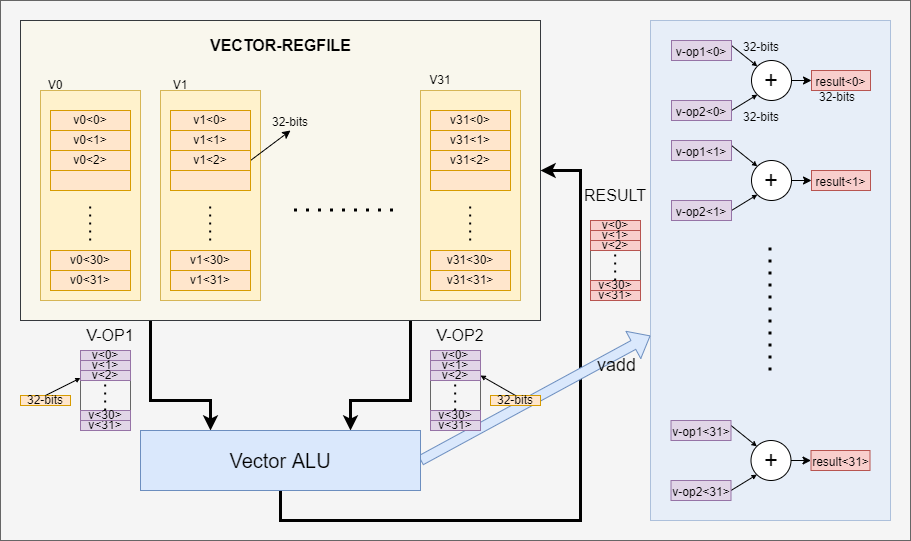 VECTOR-REGFILE
V0
V1
V31
v0<0>
v0<1>
v0<2>
v0<30>
v0<31>
v1<0>
v1<1>
v1<2>
v1<30>
v1<31>
32-bits
v31<0>
v31<1>
v31<2>
v31<30>
v31<31>
V-OP1
v<0>
v<1>
v<2>
v<30>
v<31>
32-bits
V-OP2
v<0>
v<1>
v<2>
v<30>
v<31>
32-bits
Vector ALU
RESULT
v<0>
v<1>
v<2>
v<30>
v<31>
vadd
v-op1<0>
32-bits
v-op2<0>
32-bits
+
result<0>
32-bits
v-op1<1>
v-op2<1>
+
result<1>
v-op1<31>
v-op2<31>
+
result<31>